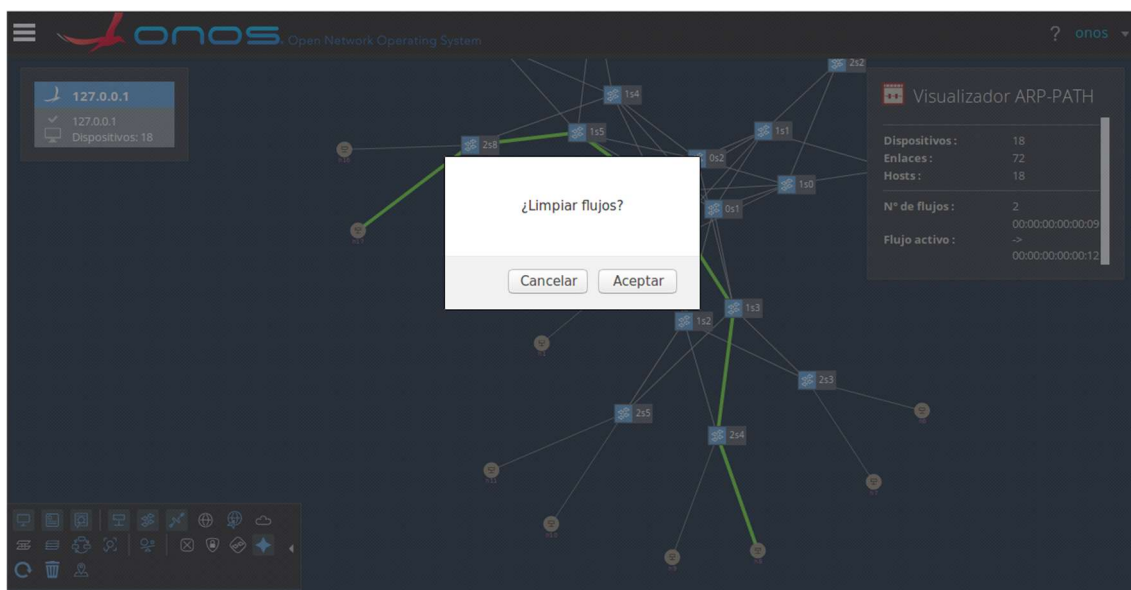 onos Open Network Operating System
? onos
127.0.0.1
127.0.0.1
Dispositivos: 18
2s2
1s4
1s5
2s8
1s1
0s2
1s0
0s1
Visualizador ARP-PATH
Dispositivos : 18
Enlaces : 72
Hosts : 18
Nº de flujos : 2
00:00:00:00:00:09
Flujo activo : ->
00:00:00:00:00:12
¿Limpiar flujos?
Cancelar Aceptar
1s3
1s2
2s3
2s5
2s4